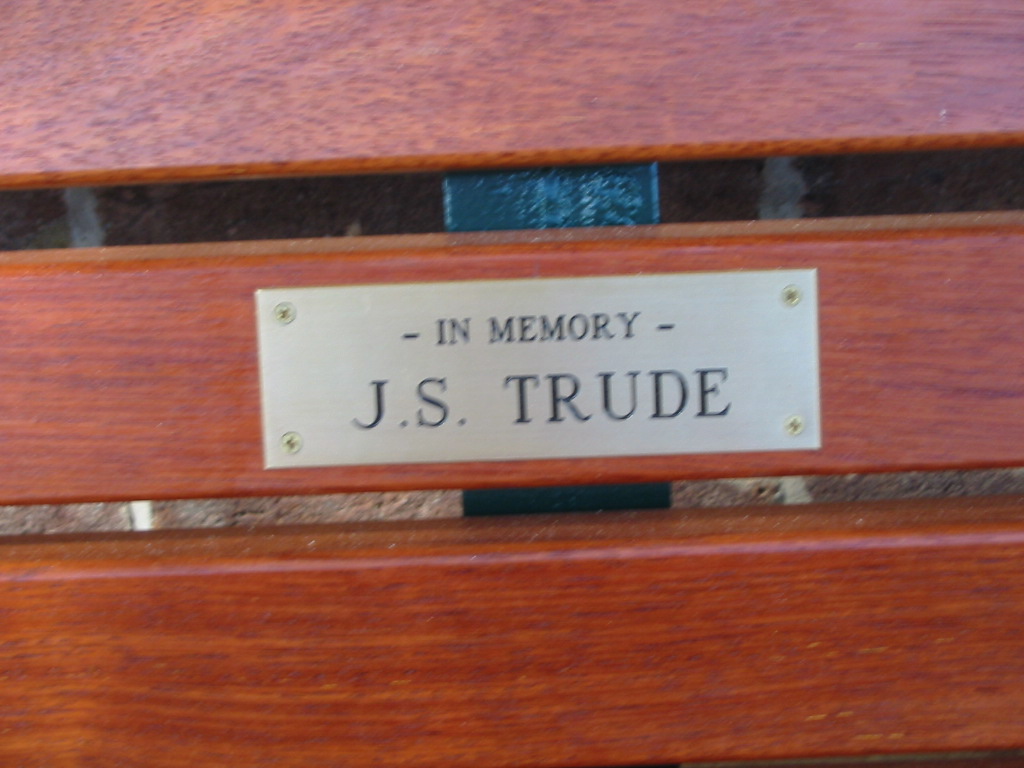 - IN MEMORY -
J.S. TRUDE